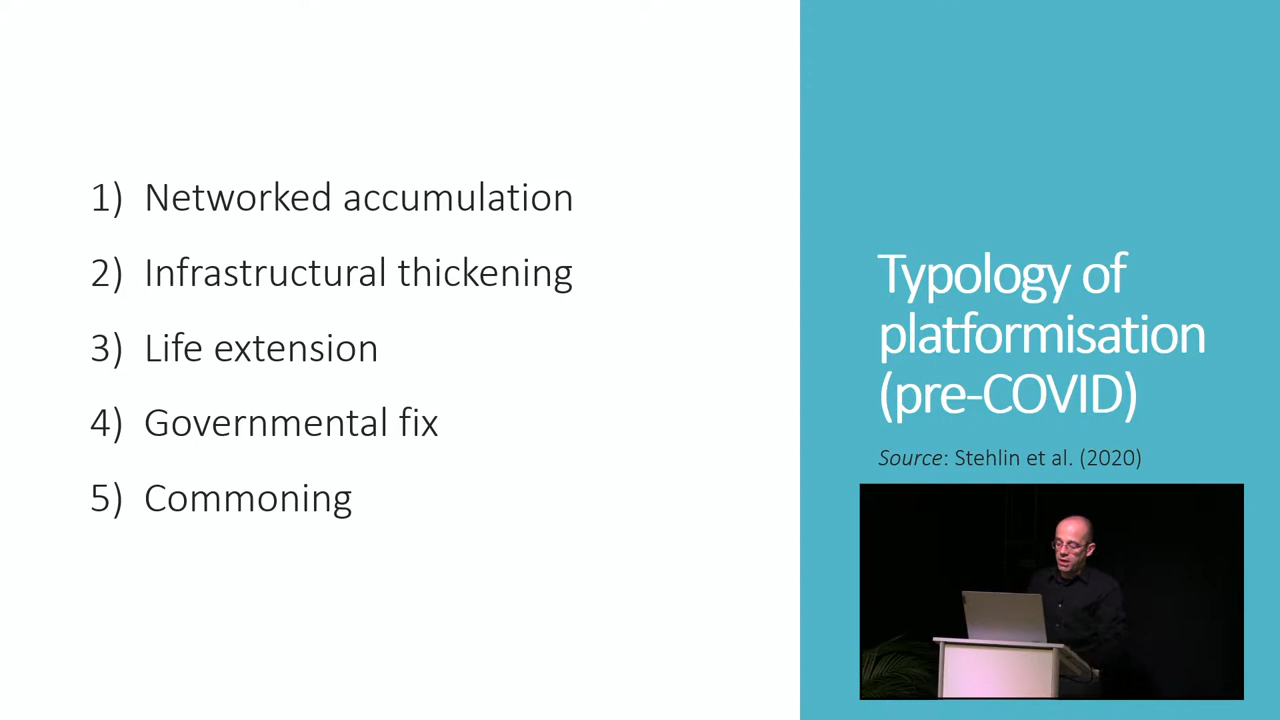 1) Networked accumulation
2) Infrastructural thickening
3) Life extension
4) Governmental fix
5) Commoning
Typology of
platformisation
(pre-COVID)
Source: Stehlin et al. (2020)